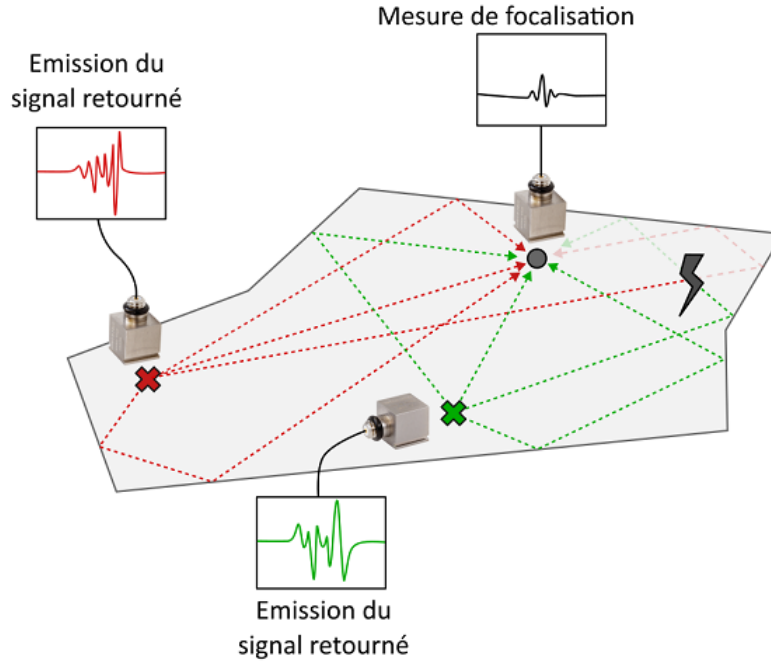 Mesure de focalisation
Emission du
signal retourné
Emission du
signal retourné